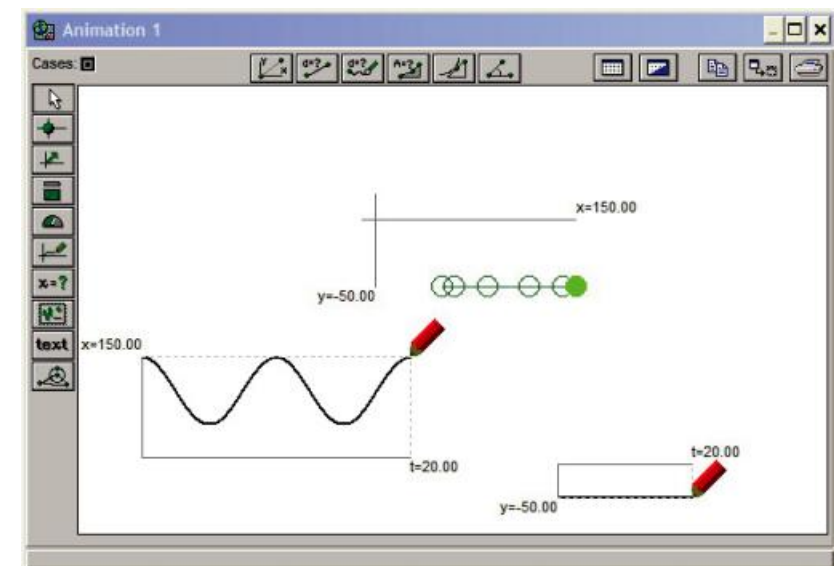 Animation 1
Cases:
x=?
text
x=150.00
y=-50.00
x=150.00
t=20.00
t=20.00
y=-50.00